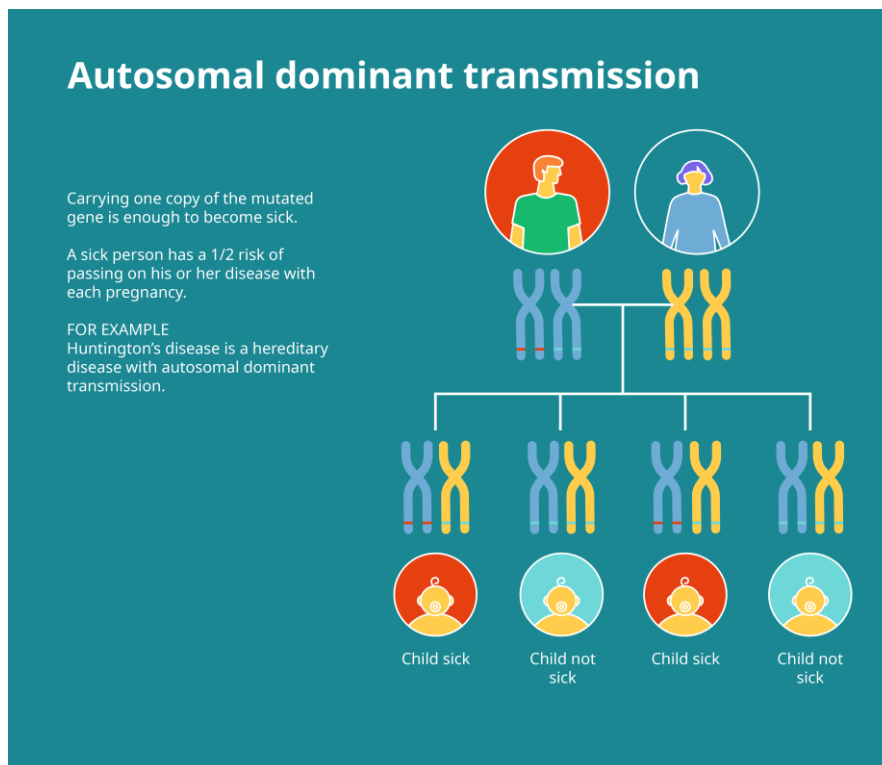 Autosomal dominant transmission
Carrying one copy of the mutated
gene is enough to become sick.
A sick person has a 1/2 risk of
passing on his or her disease with
each pregnancy.
FOR EXAMPLE
Huntington’s disease is a hereditary
disease with autosomal dominant
transmission.
Child sick
Child not
sick
Child sick
Child not
sick